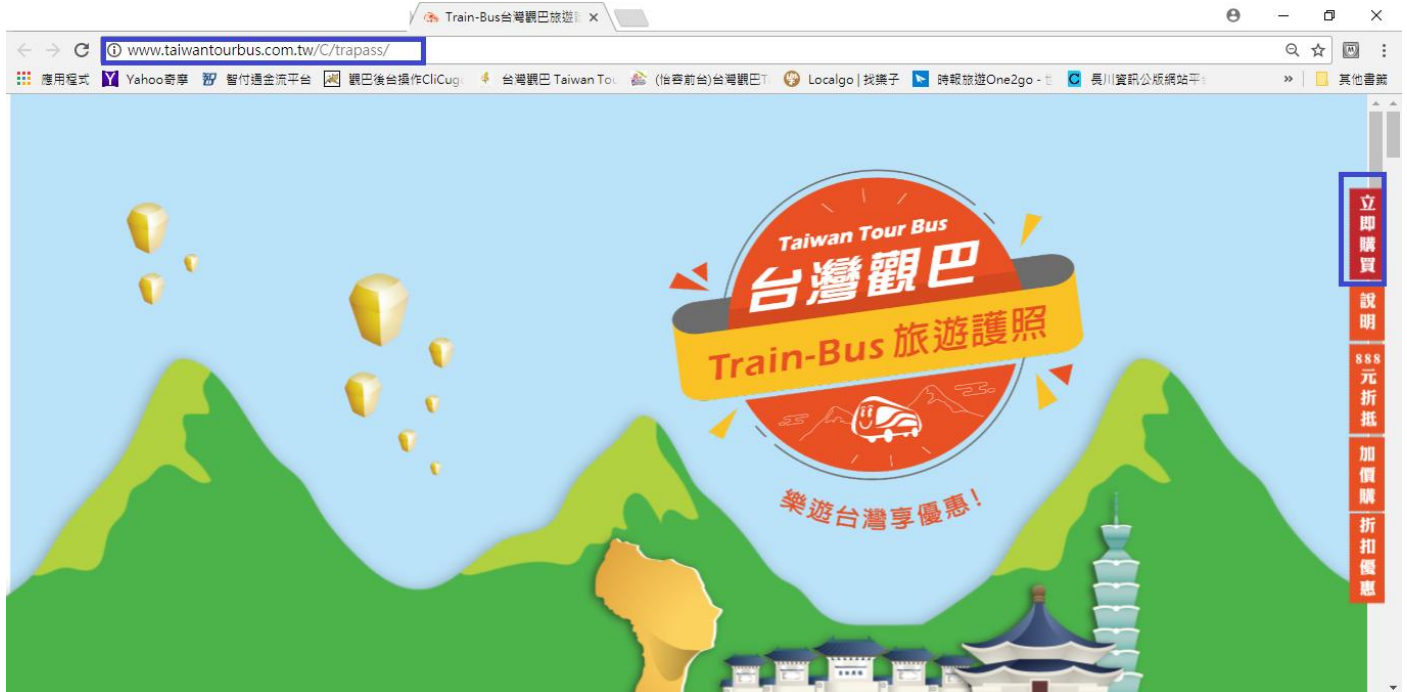 Train-Bus台灣觀巴旅遊
www.taiwantourbus.com.tw/C/trapass/
應用程式
Yahoo奇摩
智付通金流平台
觀巴後台操作CliCug
台灣觀巴 Taiwan Tou
(怡容前台)台灣觀巴T
Localgo | 找樂子
時報旅遊One2go -
長川資訊公版網站平
»
其他書籤
Taiwan Tour Bus
台灣觀巴
Train-Bus 旅遊護照
樂遊台灣享優惠!
立即購買
說明
888元折抵
加價購
折扣優惠